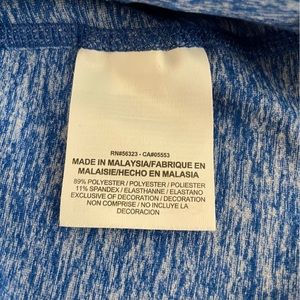 RN#56323 - CA#05553
MADE IN MALAYSIA/FABRIQUE EN
MALAISIE/HECHO EN MALASIA
89% POLYESTER / POLYESTER / POLIESTER
11% SPANDEX / ELASTHANNE / ELASTANO
EXCLUSIVE OF DECORATION / DECORATION
NON COMPRISE / NO INCLUYE LA
DECORACION